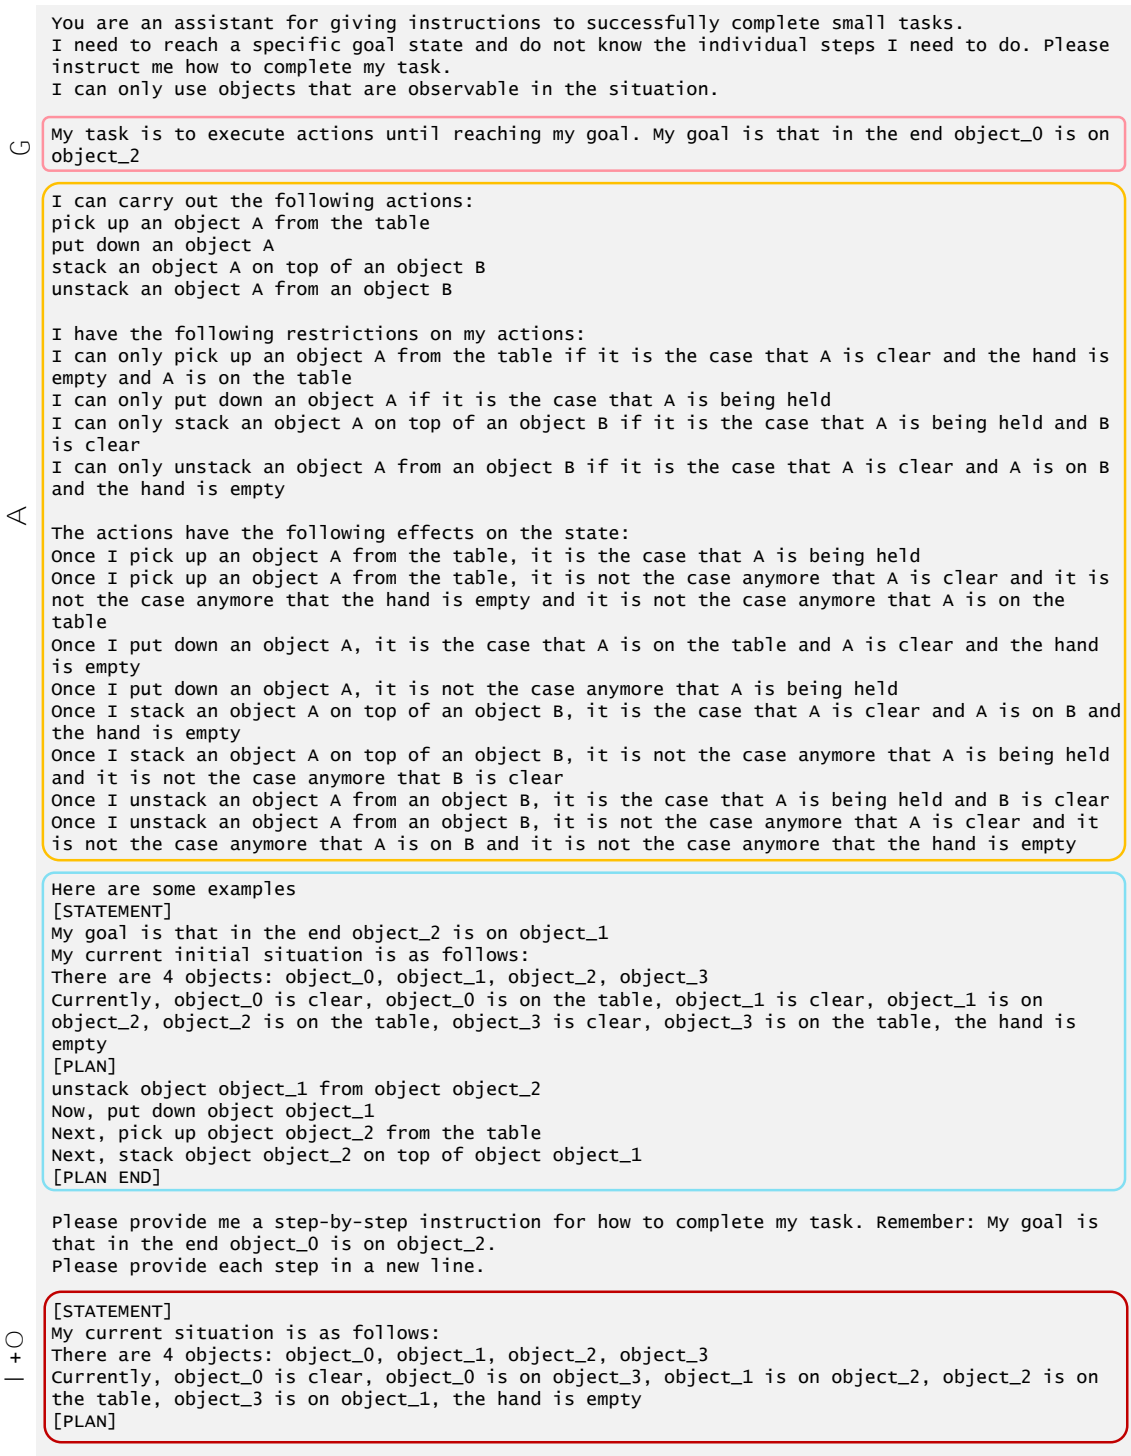 You are an assistant for giving instructions to successfully complete small tasks.
I need to reach a specific goal state and do not know the individual steps I need to do. Please
instruct me how to complete my task.
I can only use objects that are observable in the situation.
G
My task is to execute actions until reaching my goal. My goal is that in the end object_0 is on
object_2
A
I can carry out the following actions:
pick up an object A from the table
put down an object A
stack an object A on top of an object B
unstack an object A from an object B
I have the following restrictions on my actions:
I can only pick up an object A from the table if it is the case that A is clear and the hand is
empty and A is on the table
I can only put down an object A if it is the case that A is being held
I can only stack an object A on top of an object B if it is the case that A is being held and B
is clear
I can only unstack an object A from an object B if it is the case that A is clear and A is on B
and the hand is empty
The actions have the following effects on the state:
Once I pick up an object A from the table, it is the case that A is being held
Once I pick up an object A from the table, it is not the case anymore that A is clear and it is
not the case anymore that the hand is empty and it is not the case anymore that A is on the
table
Once I put down an object A, it is the case that A is on the table and A is clear and the hand
is empty
Once I put down an object A, it is not the case anymore that A is being held
Once I stack an object A on top of an object B, it is the case that A is clear and A is on B and
the hand is empty
Once I stack an object A on top of an object B, it is not the case anymore that A is being held
and it is not the case anymore that B is clear
Once I unstack an object A from an object B, it is the case that A is being held and B is clear
Once I unstack an object A from an object B, it is not the case anymore that A is clear and it
is not the case anymore that A is on B and it is not the case anymore that the hand is empty
Here are some examples
[STATEMENT]
My goal is that in the end object_2 is on object_1
My current initial situation is as follows:
There are 4 objects: object_0, object_1, object_2, object_3
Currently, object_0 is clear, object_0 is on the table, object_1 is clear, object_1 is on
object_2, object_2 is on the table, object_3 is clear, object_3 is on the table, the hand is
empty
[PLAN]
unstack object object_1 from object object_2
Now, put down object object_1
Next, pick up object object_2 from the table
Next, stack object object_2 on top of object object_1
[PLAN END]
Please provide me a step-by-step instruction for how to complete my task. Remember: My goal is
that in the end object_0 is on object_2.
Please provide each step in a new line.
I + O
[STATEMENT]
My current situation is as follows:
There are 4 objects: object_0, object_1, object_2, object_3
Currently, object_0 is clear, object_0 is on object_3, object_1 is on object_2, object_2 is on
the table, object_3 is on object_1, the hand is empty
[PLAN]